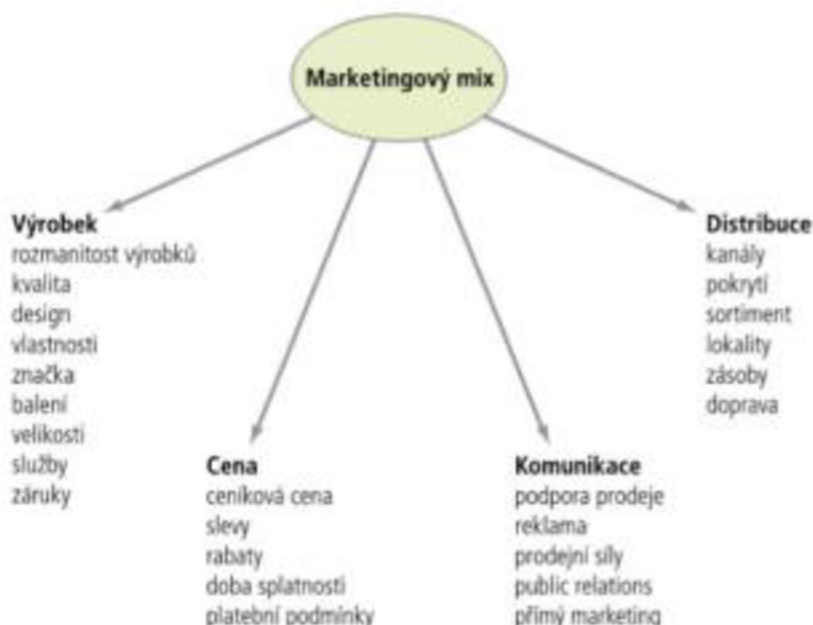 Marketingový mix
Výrobek
rozmanitost výrobků
kvalita
design
vlastnosti
značka
balení
velikosti
služby
záruky
Cena
ceníková cena
slevy
rabaty
doba splatnosti
platební podmínky
Komunikace
podpora prodeje
reklama
prodejní síly
public relations
přímý marketing
Distribuce
kanály
pokrytí
sortiment
lokality
zásoby
doprava